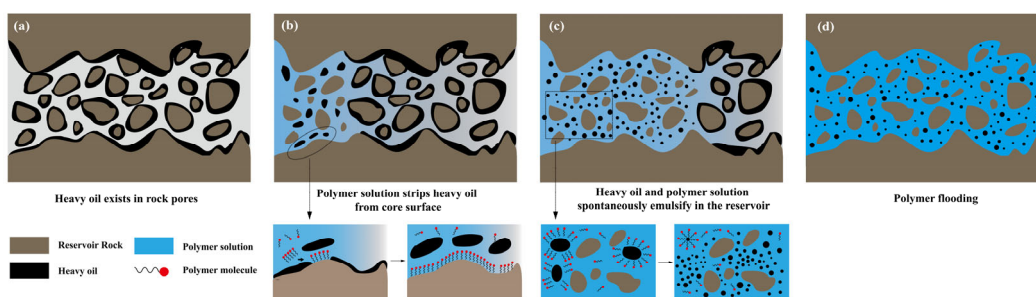 (a)
(b)
(c)
(d)
Heavy oil exists in rock pores
Polymer solution strips heavy oil
from core surface
Heavy oil and polymer solution
spontaneously emulsify in the reservoir
Polymer flooding
Reservoir Rock
Polymer solution
Heavy oil
Polymer molecule